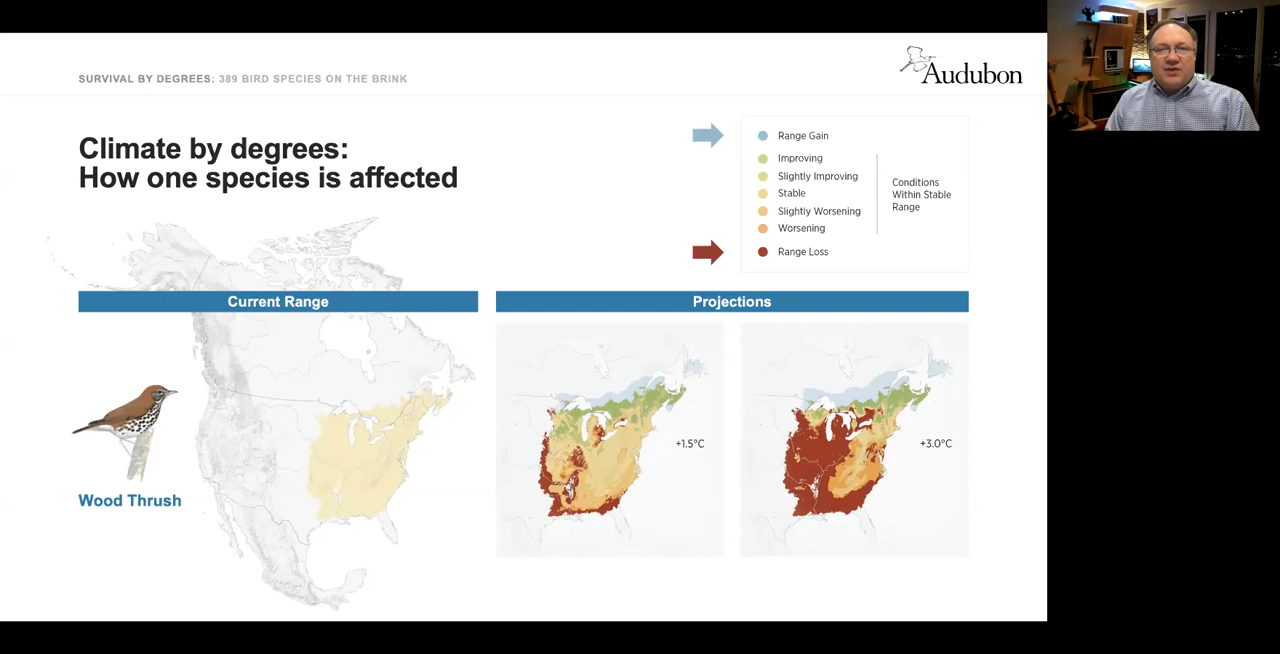 SURVIVAL BY DEGREES: 389 BIRD SPECIES ON THE BRINK
Audubon
Climate by degrees:
How one species is affected
Range Gain
Improving
Slightly Improving
Stable
Slightly Worsening
Worsening
Range Loss
Conditions
Within Stable
Range
Current Range
Projections
Wood Thrush
+1.5°C
+3.0°C